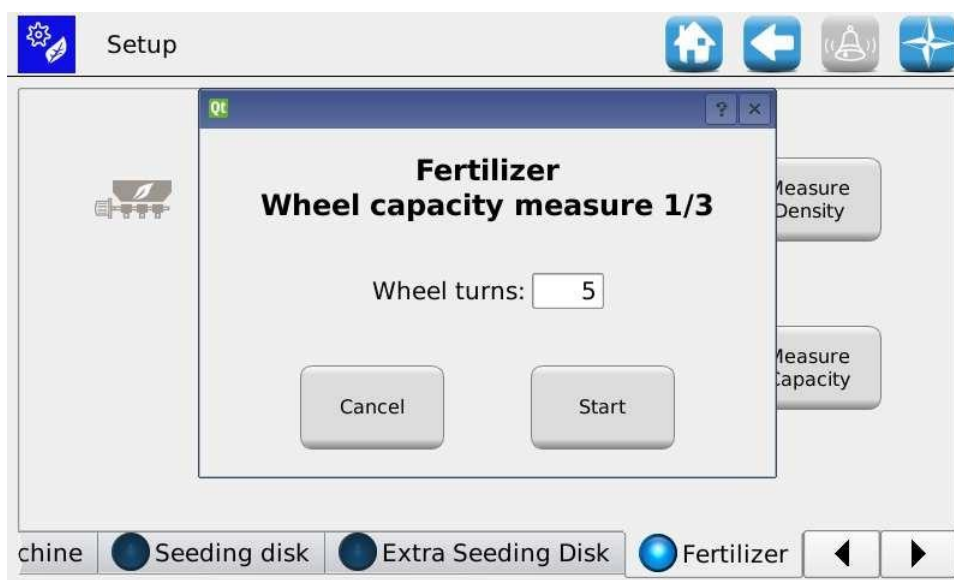 Setup
Qt
? ×
Fertilizer
Wheel capacity measure 1/3
Measure
Density
Wheel turns: 5
Measure
Capacity
Cancel
Start
chine
Seeding disk
Extra Seeding Disk
Fertilizer